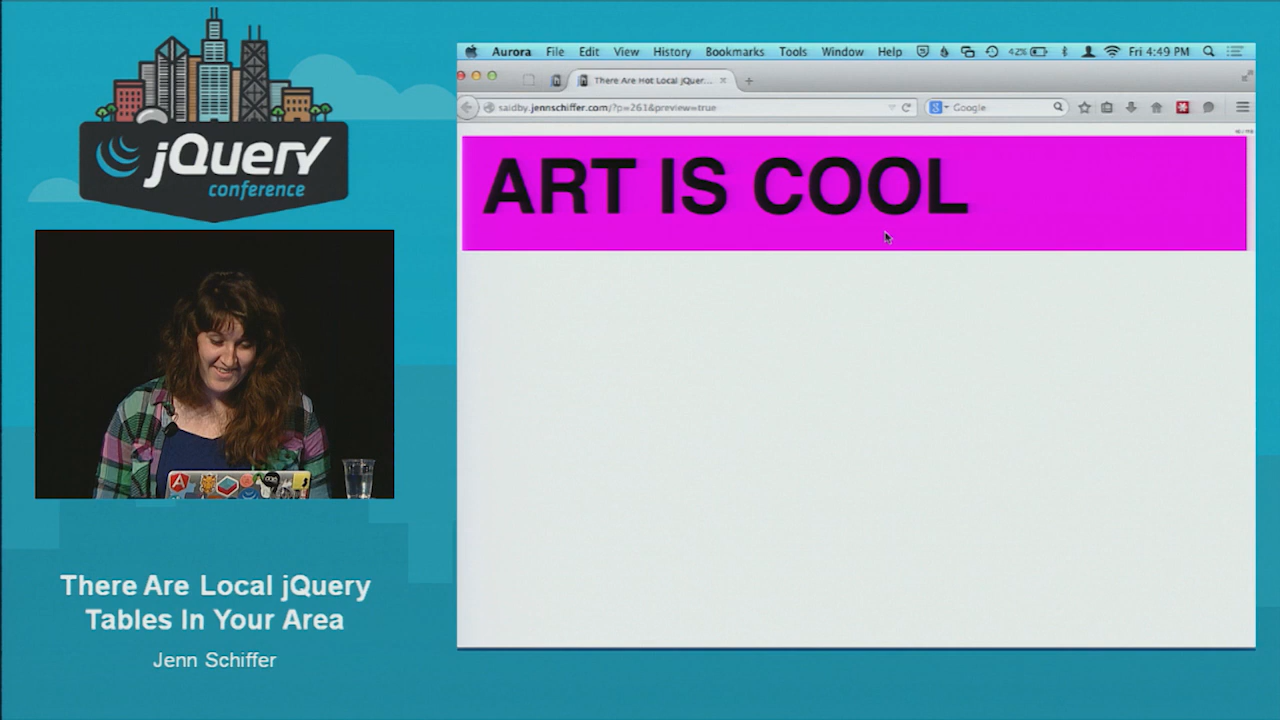 jQuery
conference
There Are Local jQuery
Tables In Your Area
Jenn Schiffer
Aurora File Edit View History Bookmarks Tools Window Help 42% Fri 4:49 PM
There Are Hot Local jQuer...
saidby.jennschiffer.com/?p=261&preview=true
Google
ART IS COOL